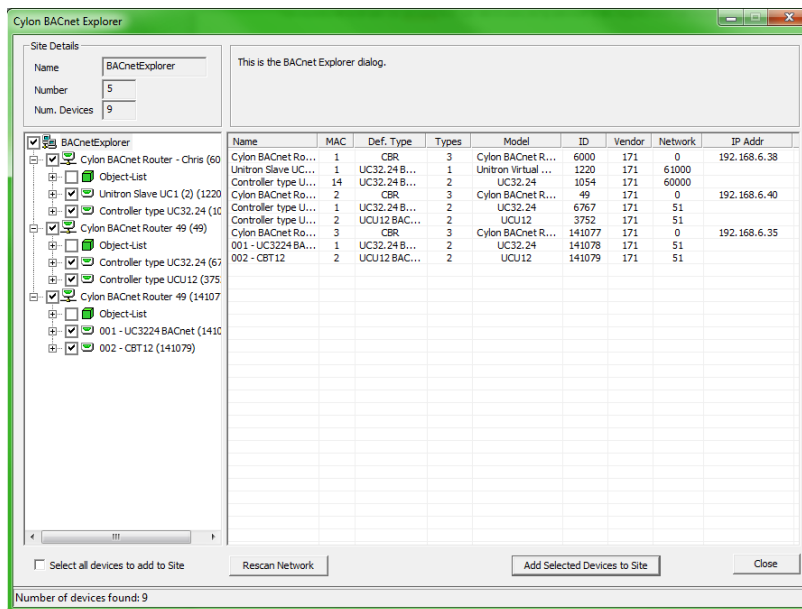 Cylon BACnet Explorer
Site Details
Name BACnetExplorer
Number 5
Num. Devices 9
This is the BACnet Explorer dialog.
BACnetExplorer
Cylon BACnet Router - Chris (60
Object-List
Unitron Slave UC1 (2) (1220
Controller type UC32.24 (10
Cylon BACnet Router 49 (49)
Object-List
Controller type UC32.24 (67
Controller type UCU12 (375
Cylon BACnet Router 49 (14107
Object-List
001 - UC3224 BACnet (1410
002 - CBT12 (141079)
Name MAC Def. Type Types Model ID Vendor Network IP Addr
Cylon BACnet Ro... 1 CBR 3 Cylon BACnet R... 6000 171 0 192.168.6.38
Unitron Slave UC... 1 UC32.24 B... 1 Unitron Virtual ... 1220 171 61000
Controller type U... 14 UC32.24 B... 2 UC32.24 1054 171 60000
Cylon BACnet Ro... 2 CBR 3 Cylon BACnet R... 49 171 0 192.168.6.40
Controller type U... 1 UC32.24 B... 2 UC32.24 6767 171 51
Controller type U... 2 UCU12 BAC... 2 UCU12 3752 171 51
Cylon BACnet Ro... 3 CBR 3 Cylon BACnet R... 141077 171 0 192.168.6.35
001 - UC3224 BA... 1 UC32.24 B... 2 UC32.24 141078 171 51
002 - CBT12 2 UCU12 BAC... 2 UCU12 141079 171 51
Select all devices to add to Site
Rescan Network
Add Selected Devices to Site
Close
Number of devices found: 9